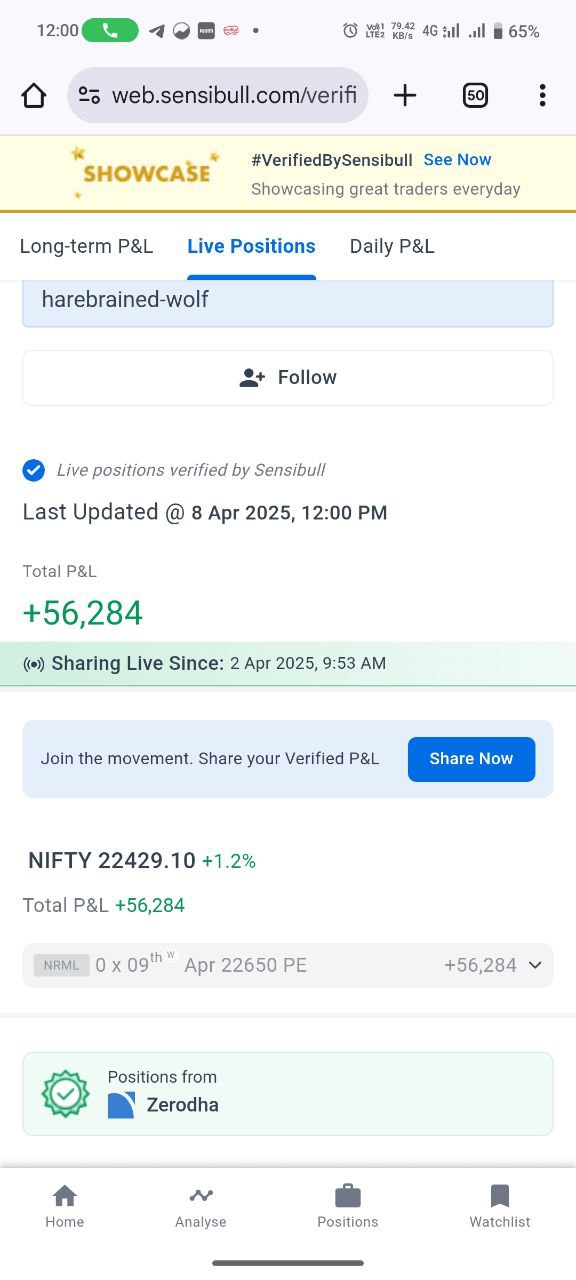 12:00
Vo)) LTE2 79.42 KB/s 4G 65%
web.sensibull.com/verifi
50
SHOWCASE
#VerifiedBySensibull See Now
Showcasing great traders everyday
Long-term P&L Live Positions Daily P&L
harebrained-wolf
Follow
Live positions verified by Sensibull
Last Updated @ 8 Apr 2025, 12:00 PM
Total P&L
+56,284
Sharing Live Since: 2 Apr 2025, 9:53 AM
Join the movement. Share your Verified P&L Share Now
NIFTY 22429.10 +1.2%
Total P&L +56,284
NRML 0 x 09th W Apr 22650 PE +56,284
Positions from
Zerodha
Home Analyse Positions Watchlist